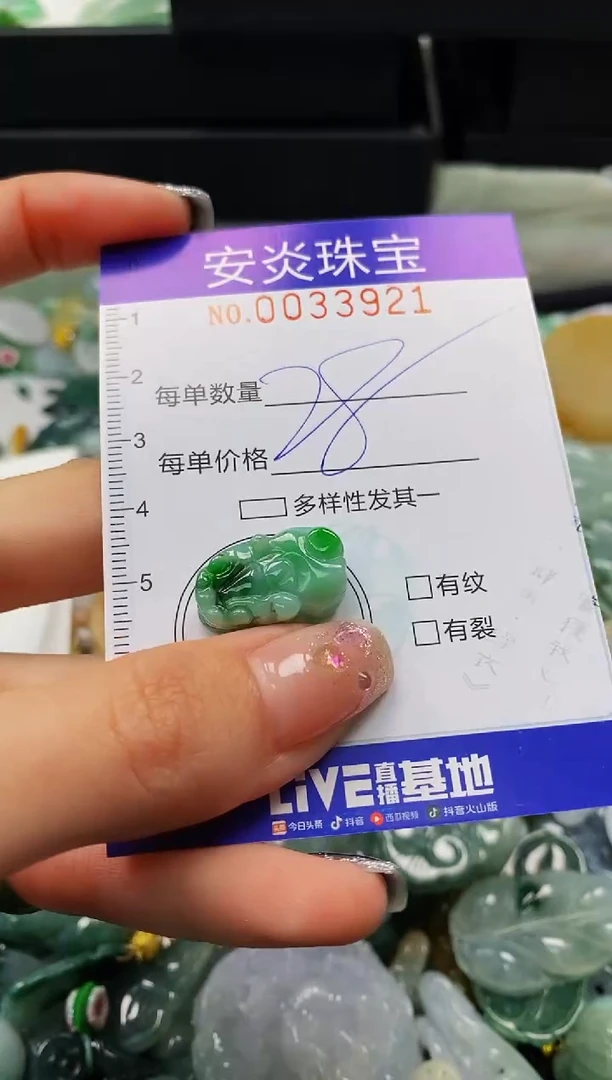 安炎珠宝
NO.0033921
1
2
每单数量
28
3
每单价格
4
多样性发其一
5
有纹
有裂
LIVE直播基地
今日头条 抖音 西瓜视频 抖音火山版